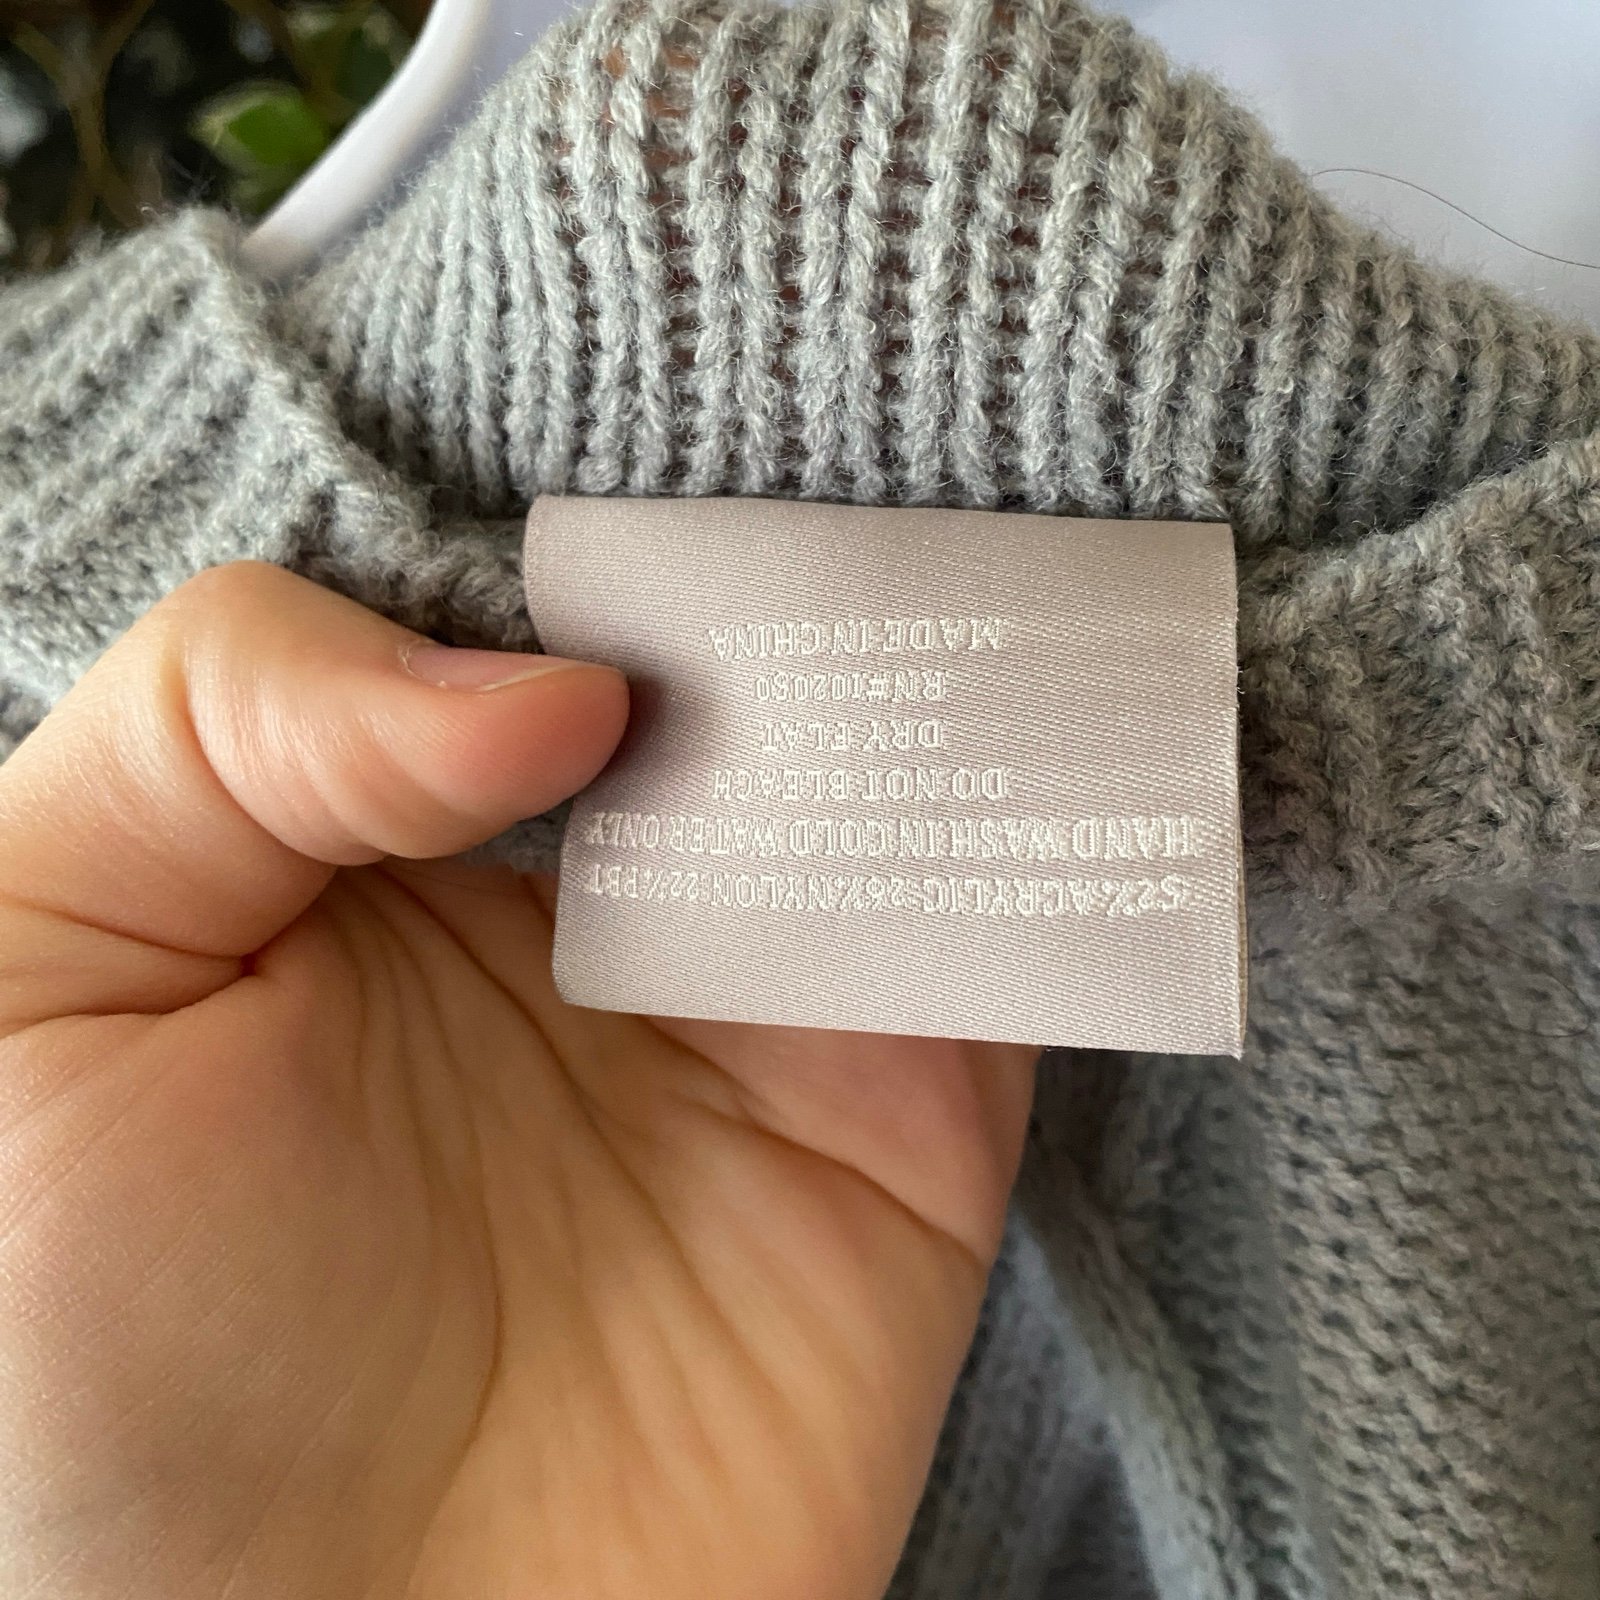 52% ACRYLIC 26% NYLON 22% PBT
HAND WASH IN COLD WATER ONLY
DO NOT BLEACH
DRY FLAT
RN#102080
MADE IN CHINA